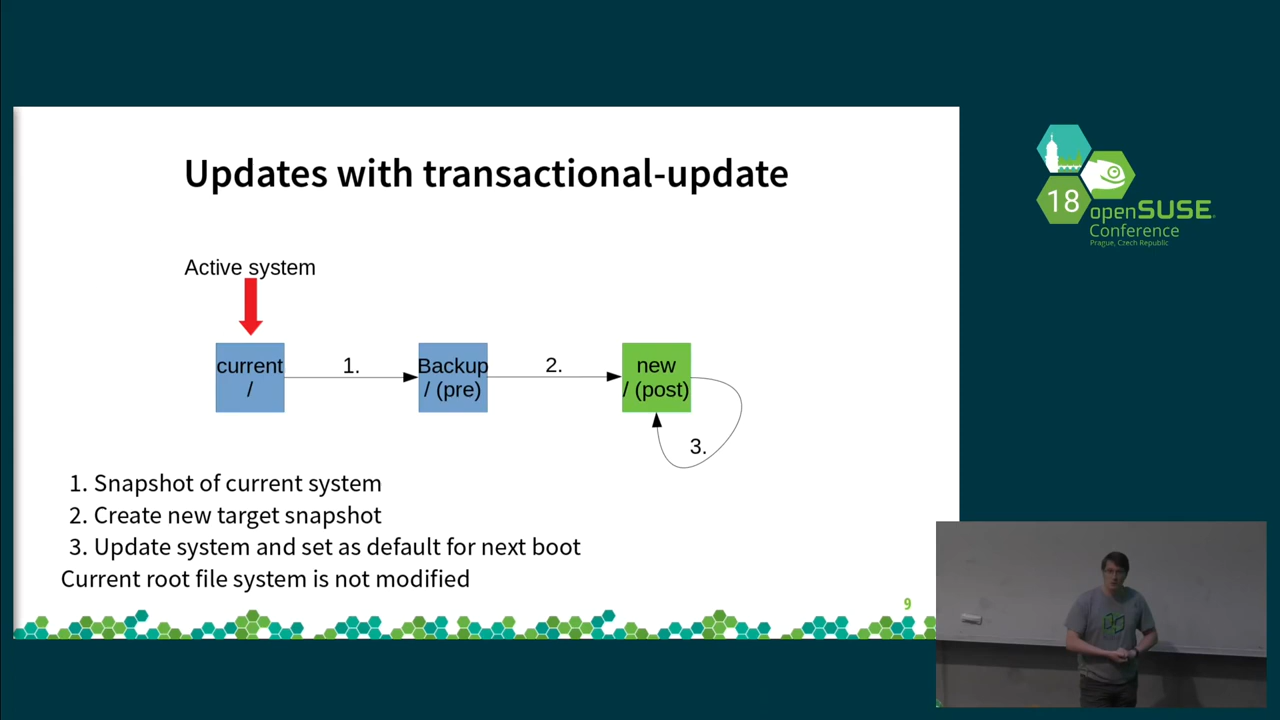 Updates with transactional-update
Active system
current
/
1.
Backup
/ (pre)
2.
new
/ (post)
3.
1. Snapshot of current system
2. Create new target snapshot
3. Update system and set as default for next boot
Current root file system is not modified
9
18
openSUSE
Conference
Prague, Czech Republic